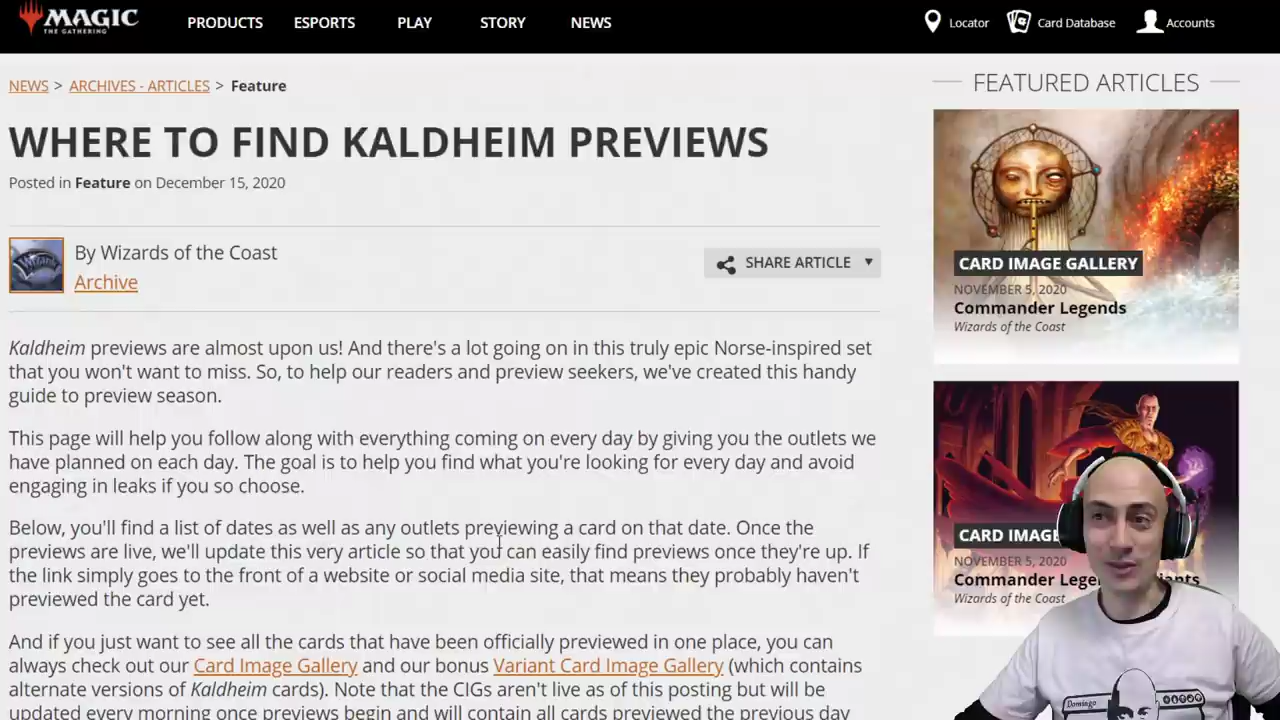 MAGIC
THE GATHERING
PRODUCTS ESPORTS PLAY STORY NEWS
Locator Card Database Accounts
NEWS > ARCHIVES - ARTICLES > Feature
WHERE TO FIND KALDHEIM PREVIEWS
Posted in Feature on December 15, 2020
By Wizards of the Coast
Archive
SHARE ARTICLE
Kaldheim previews are almost upon us! And there's a lot going on in this truly epic Norse-inspired set
that you won't want to miss. So, to help our readers and preview seekers, we've created this handy
guide to preview season.
This page will help you follow along with everything coming on every day by giving you the outlets we
have planned on each day. The goal is to help you find what you're looking for every day and avoid
engaging in leaks if you so choose.
Below, you'll find a list of dates as well as any outlets previewing a card on that date. Once the
previews are live, we'll update this very article so that you can easily find previews once they're up. If
the link simply goes to the front of a website or social media site, that means they probably haven't
previewed the card yet.
And if you just want to see all the cards that have been officially previewed in one place, you can
always check out our Card Image Gallery and our bonus Variant Card Image Gallery (which contains
alternate versions of Kaldheim cards). Note that the CIGs aren't live as of this posting but will be
updated every morning once previews begin and will contain all cards previewed the previous day
FEATURED ARTICLES
CARD IMAGE GALLERY
NOVEMBER 5, 2020
Commander Legends
Wizards of the Coast
CARD IMAGE
NOVEMBER 5, 2020
Commander Lege
Wizards of the Coast
Domingo